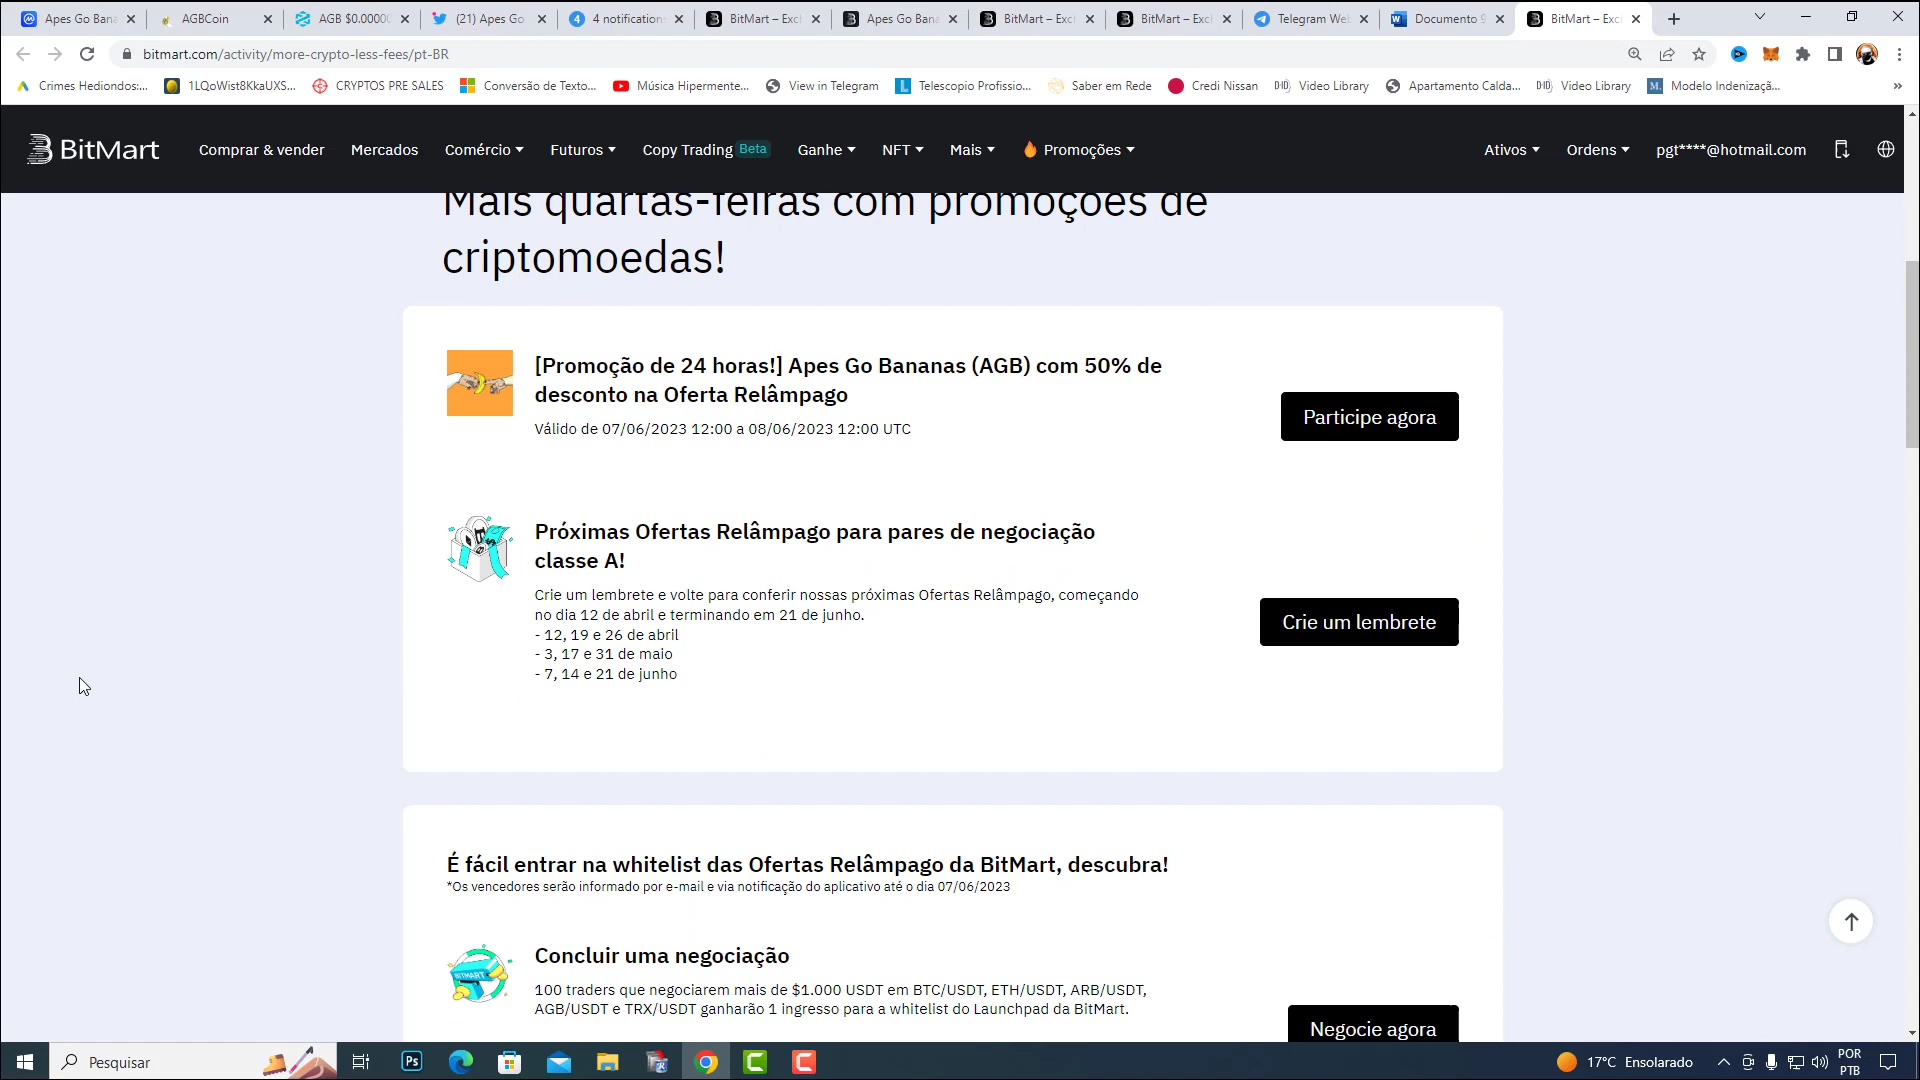 Apes Go Bana
AGBCoin
AGB $0.0000
(21) Apes Go
4 notification
BitMart – Exc
Apes Go Bana
BitMart – Exc
BitMart – Exc
Telegram We
Documento 9
BitMart – Exc
bitmart.com/activity/more-crypto-less-fees/pt-BR
Crimes Hediondos:...
1LQoWist8KkaUXS...
CRYPTOS PRE SALES
Conversão de Texto...
Música Hipermente...
View in Telegram
Telescopio Profissio...
Saber em Rede
Credi Nissan
Video Library
Apartamento Calda...
Video Library
Modelo Indenizaçã...
BitMart
Comprar & vender
Mercados
Comércio
Futuros
Copy Trading Beta
Ganhe
NFT
Mais
Promoções
Ativos
Ordens
pgt****@hotmail.com
Mais quartas-feiras com promoções de
criptomoedas!
[Promoção de 24 horas!] Apes Go Bananas (AGB) com 50% de
desconto na Oferta Relâmpago
Válido de 07/06/2023 12:00 a 08/06/2023 12:00 UTC
Participe agora
Próximas Ofertas Relâmpago para pares de negociação
classe A!
Crie um lembrete e volte para conferir nossas próximas Ofertas Relâmpago, começando
no dia 12 de abril e terminando em 21 de junho.
- 12, 19 e 26 de abril
- 3, 17 e 31 de maio
- 7, 14 e 21 de junho
Crie um lembrete
É fácil entrar na whitelist das Ofertas Relâmpago da BitMart, descubra!
*Os vencedores serão informado por e-mail e via notificação do aplicativo até o dia 07/06/2023
Concluir uma negociação
100 traders que negociarem mais de $1.000 USDT em BTC/USDT, ETH/USDT, ARB/USDT,
AGB/USDT e TRX/USDT ganharão 1 ingresso para a whitelist do Launchpad da BitMart.
Negocie agora
Pesquisar
17°C Ensolarado
POR
PTB